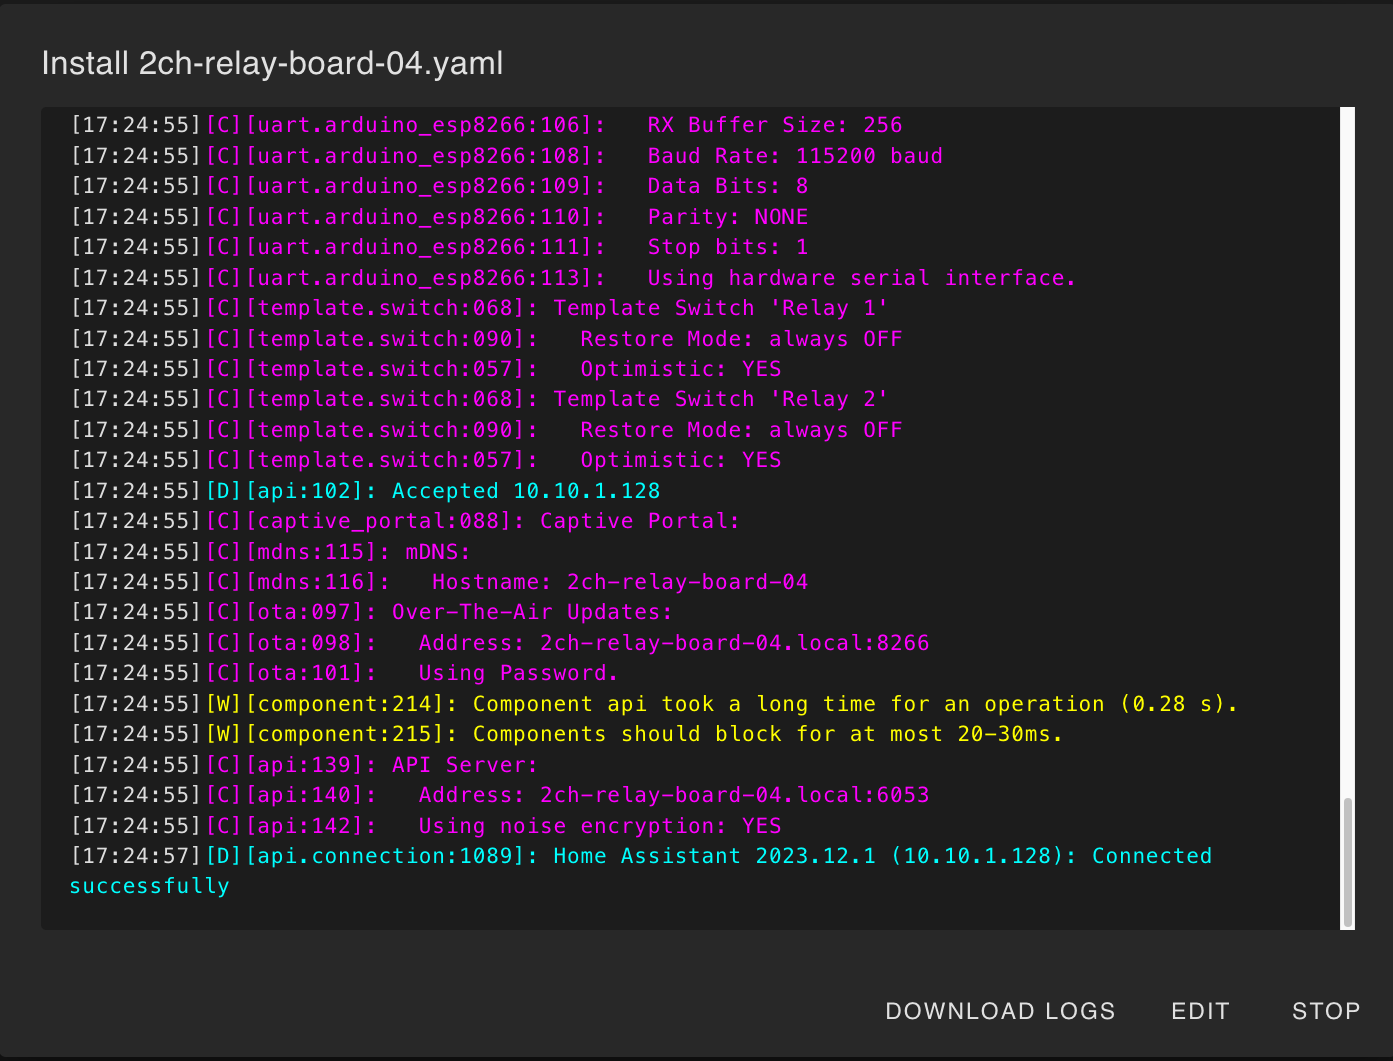 Install 2ch-relay-board-04.yaml
[17:24:55][C][uart.arduino_esp8266:106]:   RX Buffer Size: 256
[17:24:55][C][uart.arduino_esp8266:108]:   Baud Rate: 115200 baud
[17:24:55][C][uart.arduino_esp8266:109]:   Data Bits: 8
[17:24:55][C][uart.arduino_esp8266:110]:   Parity: NONE
[17:24:55][C][uart.arduino_esp8266:111]:   Stop bits: 1
[17:24:55][C][uart.arduino_esp8266:113]:   Using hardware serial interface.
[17:24:55][C][template.switch:068]: Template Switch 'Relay 1'
[17:24:55][C][template.switch:090]:   Restore Mode: always OFF
[17:24:55][C][template.switch:057]:   Optimistic: YES
[17:24:55][C][template.switch:068]: Template Switch 'Relay 2'
[17:24:55][C][template.switch:090]:   Restore Mode: always OFF
[17:24:55][C][template.switch:057]:   Optimistic: YES
[17:24:55][D][api:102]: Accepted 10.10.1.128
[17:24:55][C][captive_portal:088]: Captive Portal:
[17:24:55][C][mdns:115]: mDNS:
[17:24:55][C][mdns:116]:   Hostname: 2ch-relay-board-04
[17:24:55][C][ota:097]: Over-The-Air Updates:
[17:24:55][C][ota:098]:   Address: 2ch-relay-board-04.local:8266
[17:24:55][C][ota:101]:   Using Password.
[17:24:55][W][component:214]: Component api took a long time for an operation (0.28 s).
[17:24:55][W][component:215]: Components should block for at most 20-30ms.
[17:24:55][C][api:139]: API Server:
[17:24:55][C][api:140]:   Address: 2ch-relay-board-04.local:6053
[17:24:55][C][api:142]:   Using noise encryption: YES
[17:24:57][D][api.connection:1089]: Home Assistant 2023.12.1 (10.10.1.128): Connected
successfully
DOWNLOAD LOGS EDIT STOP